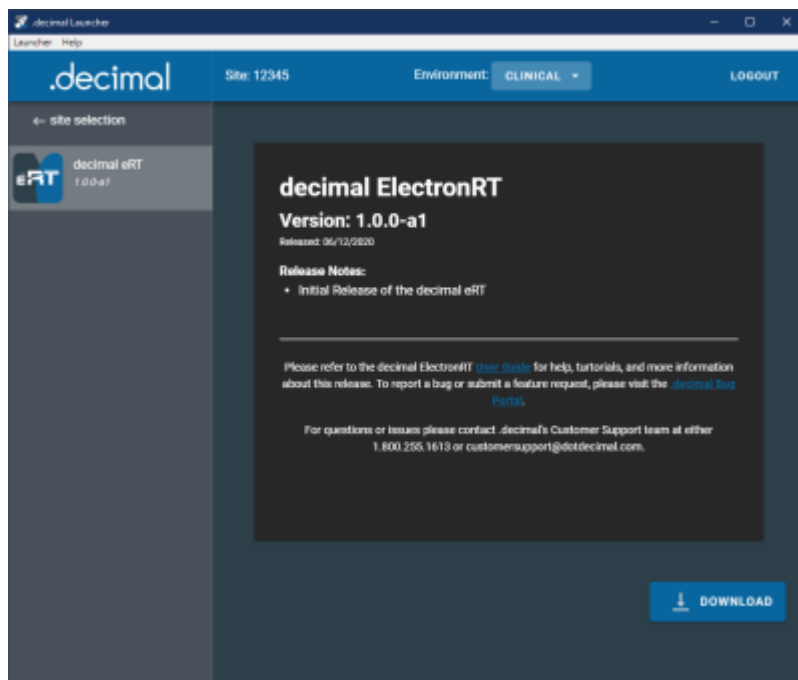 .decimal Launcher
Launcher Help
.decimal
Site: 12345
Environment:
CLINICAL
LOGOUT
← site selection
eRT
decimal eRT
1.0.0-a1
decimal ElectronRT
Version: 1.0.0-a1
Released: 06/12/2020
Release Notes:
• Initial Release of the decimal eRT
Please refer to the decimal ElectronRT User Guide for help, turtorials, and more information
about this release. To report a bug or submit a feature request, please visit the .decimal Bug
Portal.
For questions or issues please contact .decimal's Customer Support team at either
1.800.255.1613 or customersupport@dotdecimal.com.
DOWNLOAD